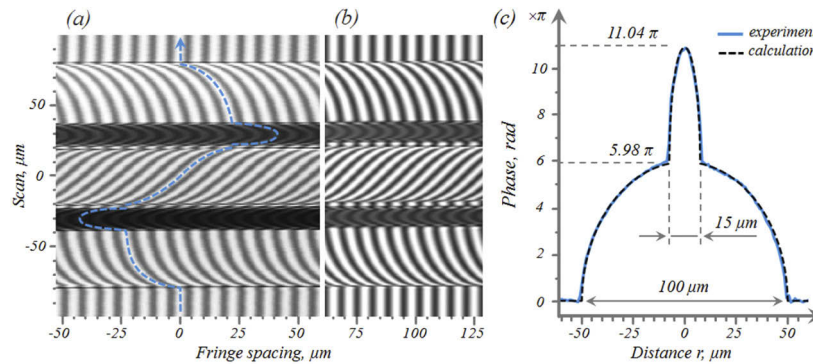 (a)
(b)
(c)
Scan, μm
50
0
-50
-50
-25
0
25
50
75
100
125
Fringe spacing, μm
×π
11.04 π
experiment
calculation
10
8
6
4
2
0
Phase, rad
5.98 π
15 μm
100 μm
-50
-25
0
25
50
Distance r, μm